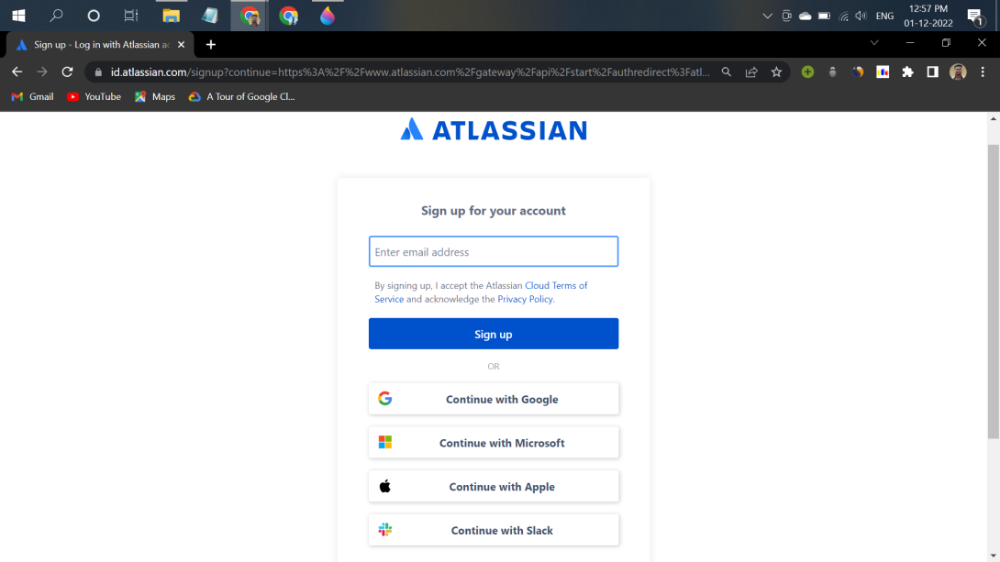 12:57 PM
ENG
01-12-2022
1
Sign up - Log in with Atlassian ac
id.atlassian.com/signup?continue=https%3A%2F%2Fwww.atlassian.com%2Fgateway%2Fapi%2Fstart%2Fauthredirect%3Fatl...
Gmail
YouTube
Maps
A Tour of Google Cl...
ATLASSIAN
Sign up for your account
Enter email address
By signing up, I accept the Atlassian Cloud Terms of
Service and acknowledge the Privacy Policy.
Sign up
OR
Continue with Google
Continue with Microsoft
Continue with Apple
Continue with Slack